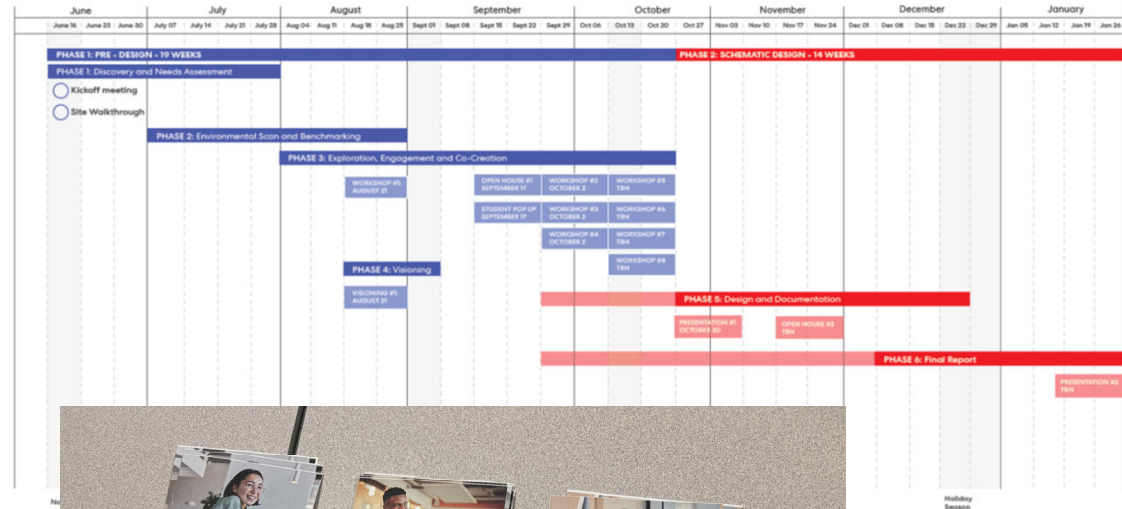 June July August September October November December January
June 16 June 23 June 30 July 07 July 14 July 21 July 28 Aug 04 Aug 11 Aug 18 Aug 25 Sept 01 Sept 08 Sept 15 Sept 22 Sept 29 Oct 06 Oct 13 Oct 20 Oct 27 Nov 03 Nov 10 Nov 17 Nov 24 Dec 01 Dec 08 Dec 15 Dec 22 Dec 29 Jan 05 Jan 12 Jan 19 Jan 26
PHASE 1: PRE - DESIGN - 19 WEEKS PHASE 2: SCHEMATIC DESIGN - 14 WEEKS
PHASE 1: Discovery and Needs Assessment
Kickoff meeting
Site Walkthrough
PHASE 2: Environmental Scan and Benchmarking
PHASE 3: Exploration, Engagement and Co-Creation
WORKSHOP #1: OPEN HOUSE #1 WORKSHOP #2 WORKSHOP #5
AUGUST 21 SEPTEMBER 17 OCTOBER 2 TBH
STUDENT POP UP WORKSHOP #3 WORKSHOP #6
SEPTEMBER 17 OCTOBER 2 TBH
WORKSHOP #4 WORKSHOP #7
OCTOBER 2 TBH
WORKSHOP #8
TBH
PHASE 4: Visioning
VISIONING #1:
AUGUST 21
PHASE 5: Design and Documentation
PRESENTATION #1 OPEN HOUSE #2
OCTOBER 30 TBH
PHASE 6: Final Report
PRESENTATION #2
TBH
Holiday
Season